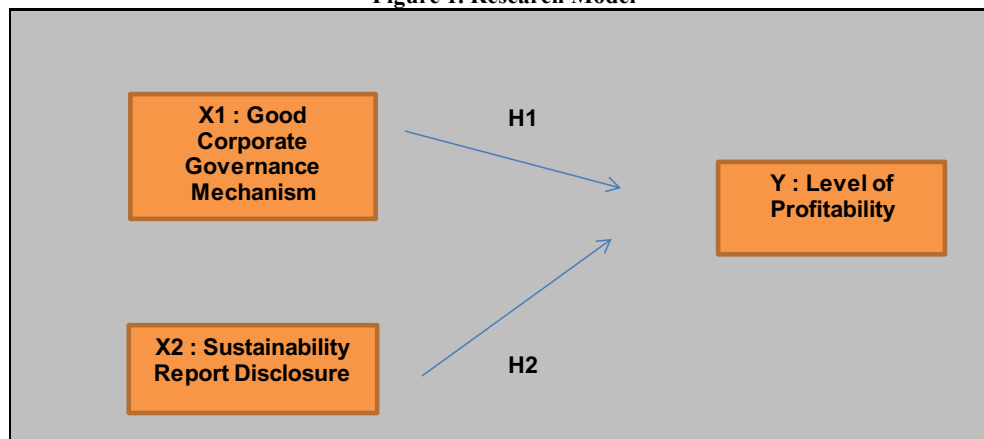 Figure 1. Research Model
X1 : Good
Corporate
Governance
Mechanism
H1
Y : Level of
Profitability
X2 : Sustainability
Report Disclosure
H2